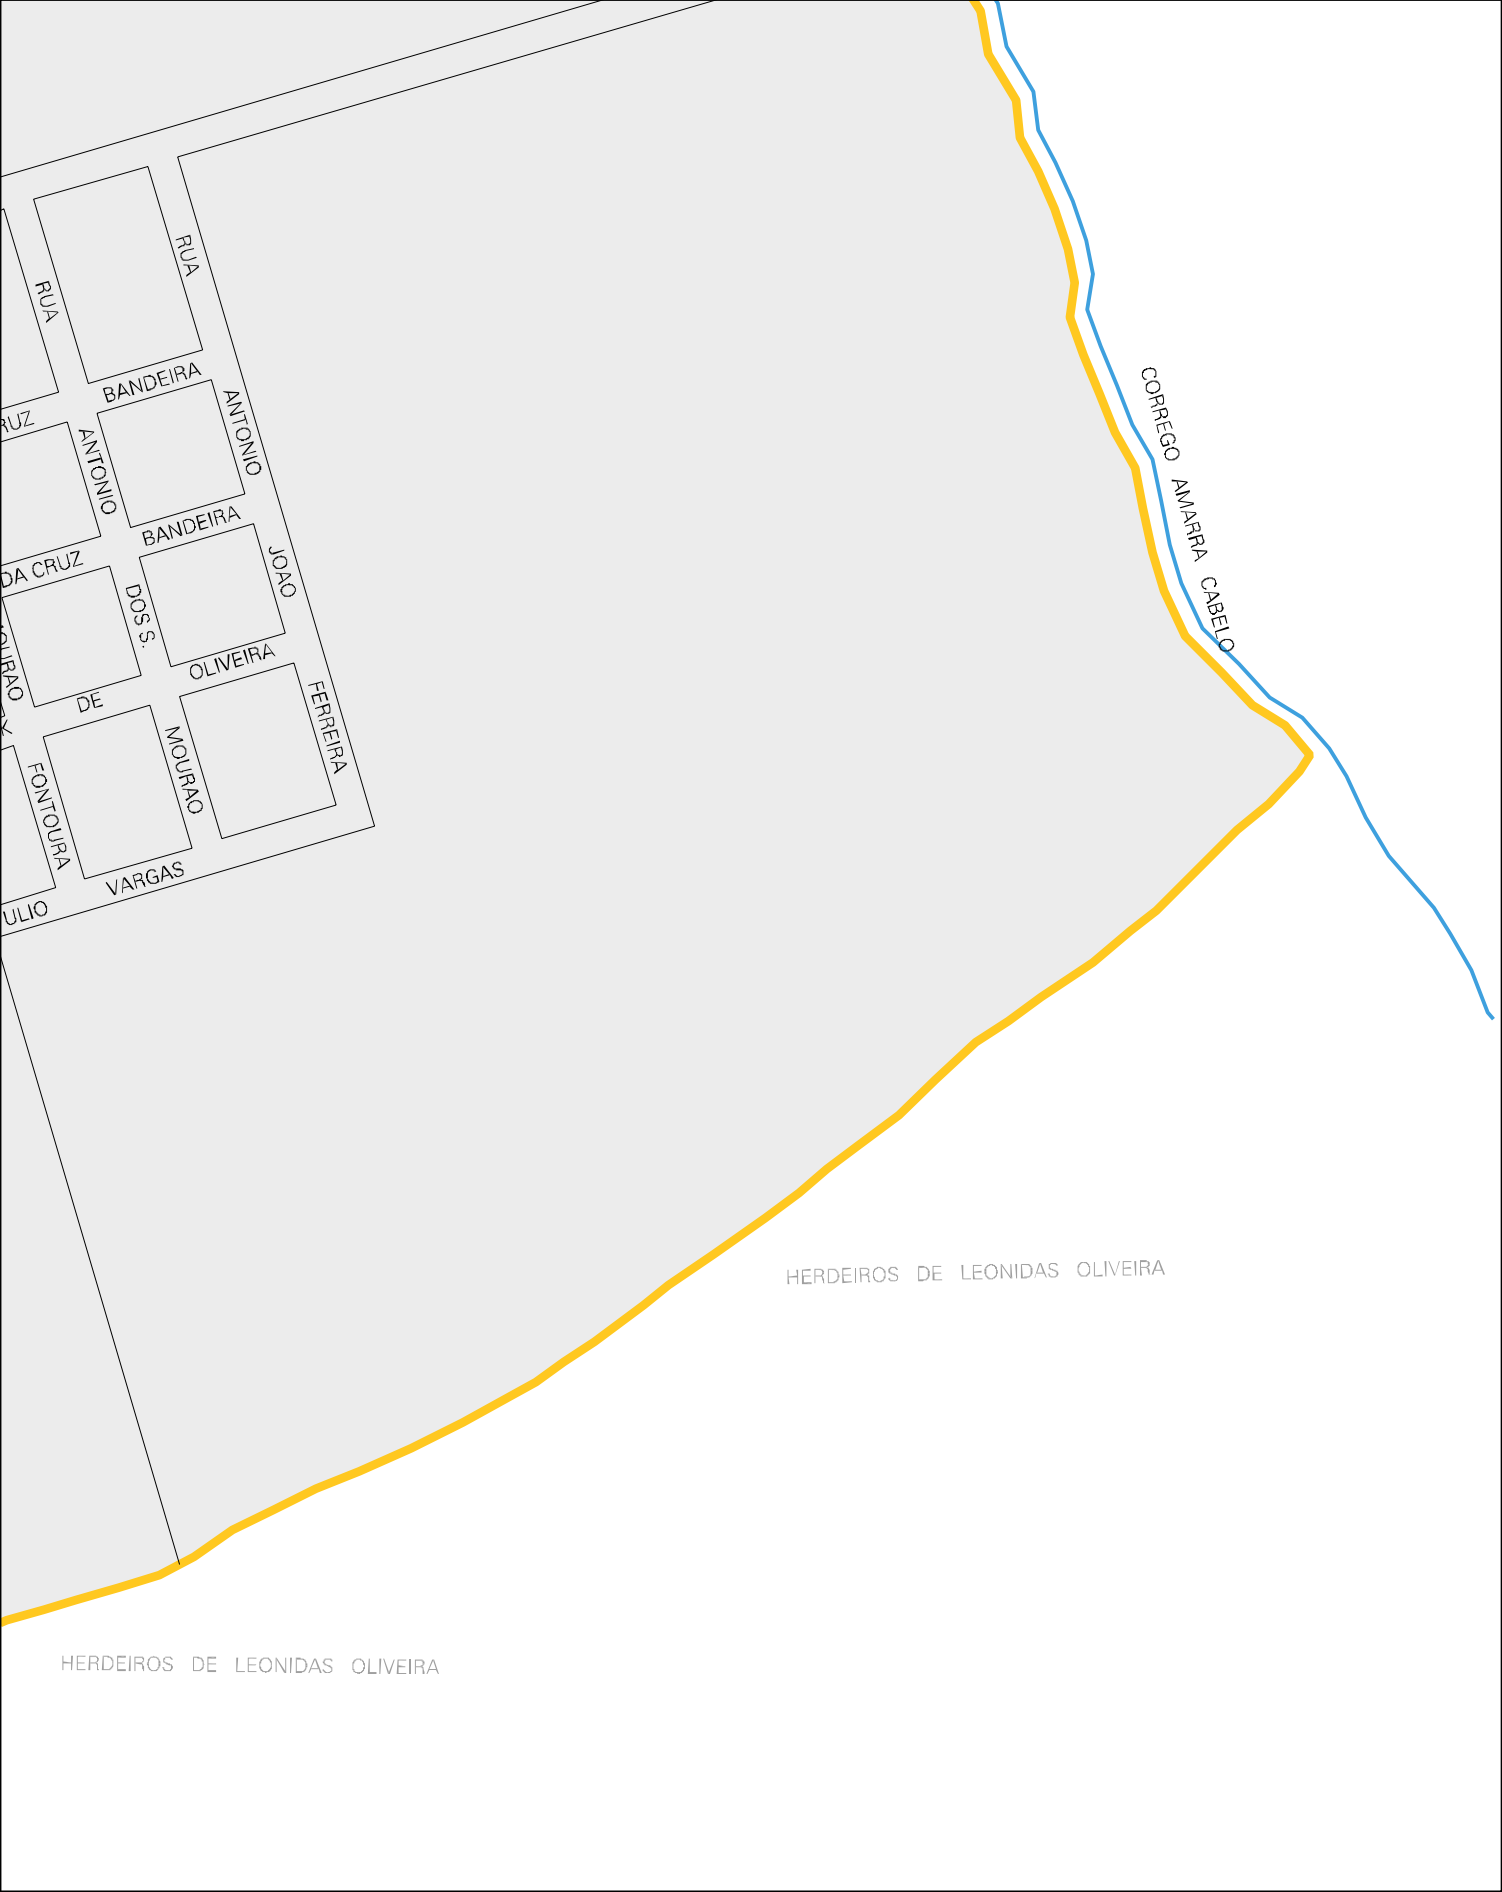 RUA ANTONIO JOAO FERREIRA
RUA ANTONIO DOS S. MOURAO
BANDEIRA
RUZ
BANDEIRA
DA CRUZ
OLIVEIRA
DE
OURAO
K
FONTOURA
VARGAS
ULIO
CORREGO AMARRA CABELO
HERDEIROS DE LEONIDAS OLIVEIRA
HERDEIROS DE LEONIDAS OLIVEIRA